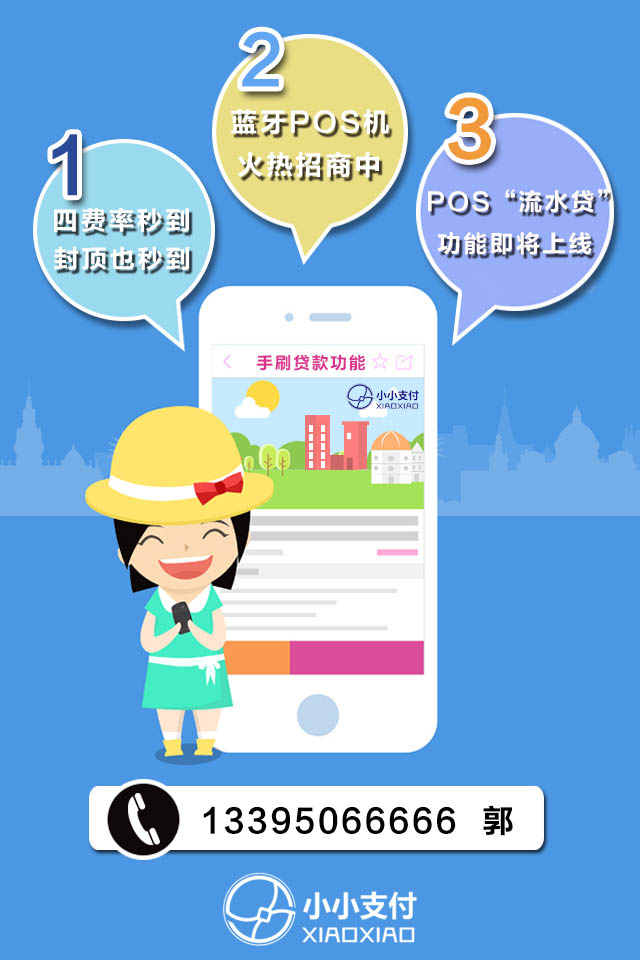 1
四费率秒到
封顶也秒到
2
蓝牙POS机
火热招商中
3
POS“流水贷”
功能即将上线
手刷贷款功能
小小支付
XIAOXIAO
13395066666 郭
小小支付
XIAOXIAO